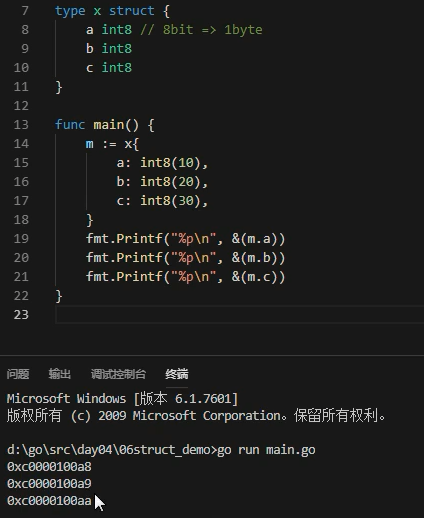 7 type x struct {
8     a int8 // 8bit => 1byte
9     b int8
10     c int8
11 }
12
13 func main() {
14     m := x{
15         a: int8(10),
16         b: int8(20),
17         c: int8(30),
18     }
19     fmt.Printf("%p\n", &(m.a))
20     fmt.Printf("%p\n", &(m.b))
21     fmt.Printf("%p\n", &(m.c))
22 }
23
问题 输出 调试控制台 终端
Microsoft Windows [版本 6.1.7601]
版权所有 (c) 2009 Microsoft Corporation。保留所有权利。
d:\go\src\day04\06struct_demo>go run main.go
0xc0000100a8
0xc0000100a9
0xc0000100aa